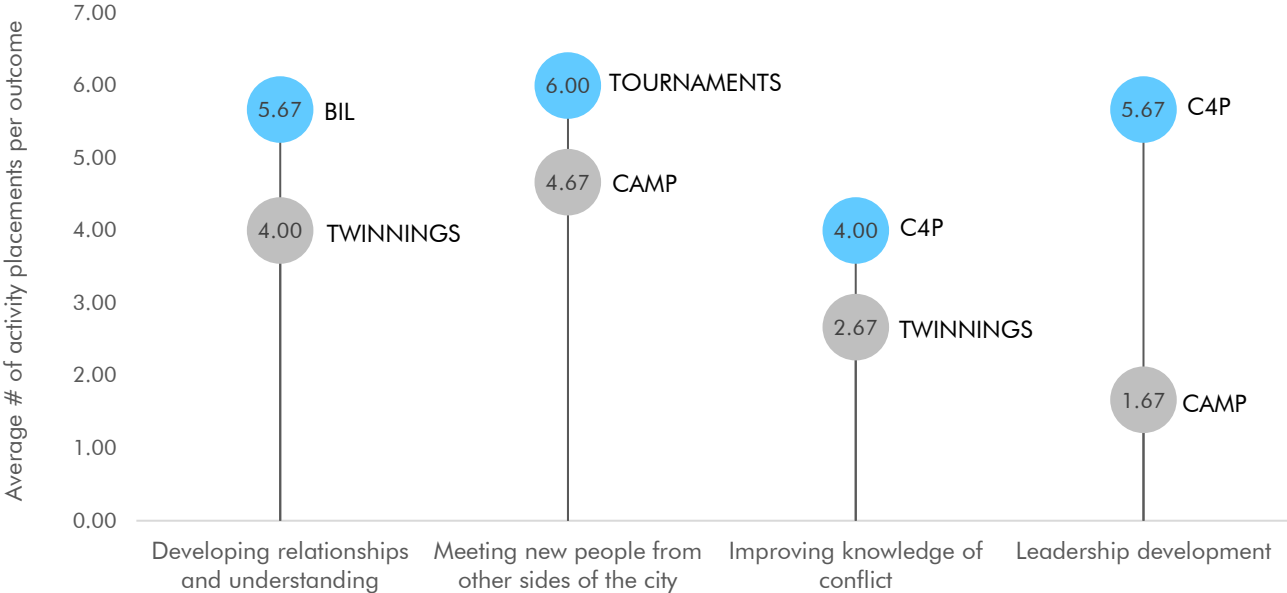 Average # of activity placements per outcome
7.00
6.00
5.00
4.00
3.00
2.00
1.00
0.00
5.67 BIL
4.00 TWINNINGS
6.00 TOURNAMENTS
4.67 CAMP
4.00 C4P
2.67 TWINNINGS
5.67 C4P
1.67 CAMP
Developing relationships
and understanding
Meeting new people from
other sides of the city
Improving knowledge of
conflict
Leadership development